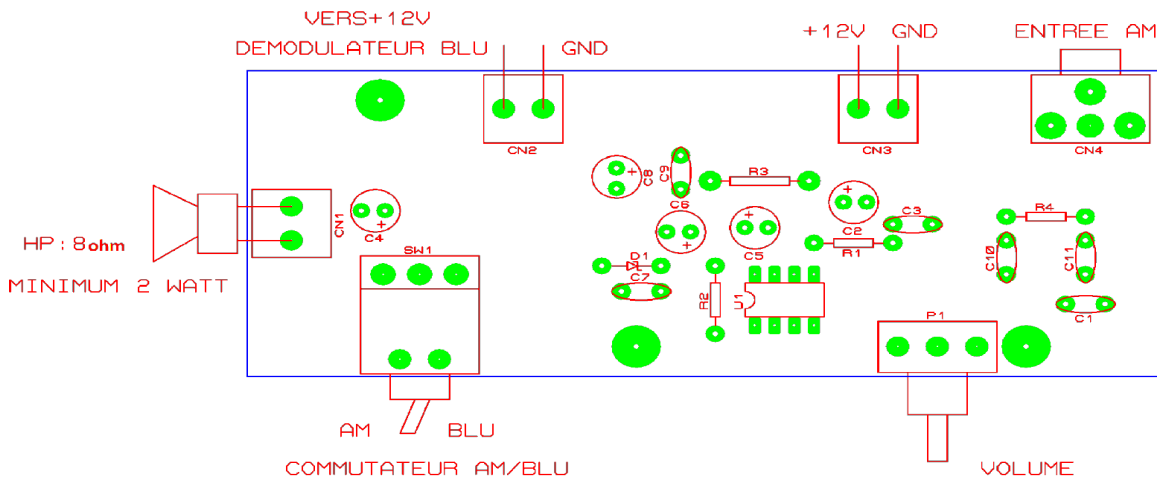 VERS+12V
DEMODULATEUR BLU
GND
+12V GND
ENTREE AM
CN2
CN3
CN4
C8
C9
R3
C6
C5
C2
C3
R1
R4
C10
C11
C1
CN1
C4
HP:8ohm
MINIMUM 2 WATT
SW1
D1
C7
R2
U1
P1
AM BLU
COMMUTATEUR AM/BLU
VOLUME